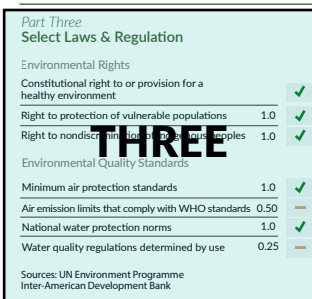 Part Three
Select Laws & Regulation
Environmental Rights
Constitutional right to or provision for a
healthy environment
Right to protection of vulnerable populations 1.0
Right to nondiscrimination of indigenous peoples 1.0
THREE
Environmental Quality Standards
Minimum air protection standards 1.0
Air emission limits that comply with WHO standards 0.50
National water protection norms 1.0
Water quality regulations determined by use 0.25
Sources: UN Environment Programme
Inter-American Development Bank